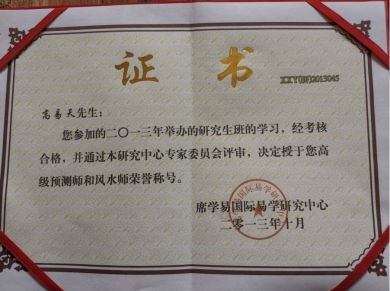 证书
XXY(研)2013045
高易天先生：
您参加的二〇一三年举办的研究生班的学习，经考核
合格，并通过本研究中心专家委员会评审，决定授于您高
级预测师和风水师荣誉称号。
席学易国际易学研究中心
二零一三年十月